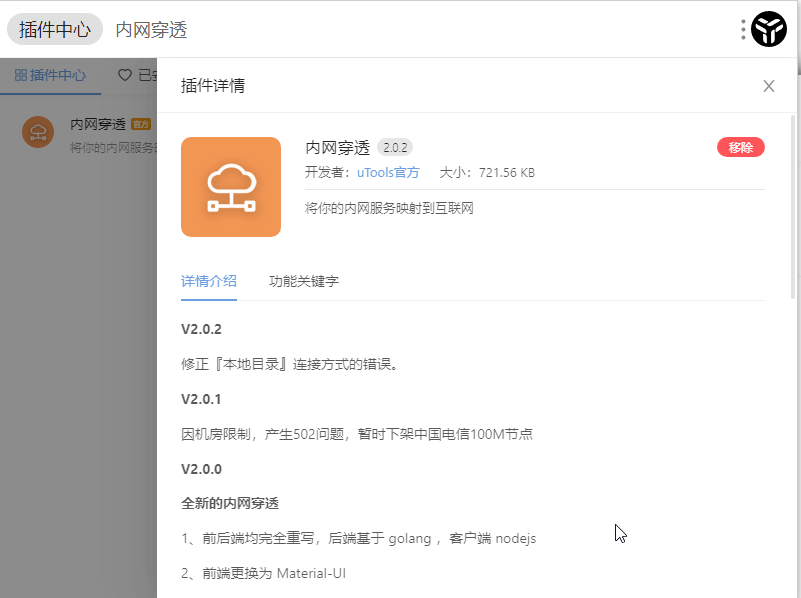 插件中心 内网穿透
插件中心 已安
插件详情
内网穿透 官方
将你的内网服务
内网穿透 2.0.2
移除
开发者：uTools官方 大小：721.56 KB
将你的内网服务映射到互联网
详情介绍 功能关键字
V2.0.2
修正『本地目录』连接方式的错误。
V2.0.1
因机房限制，产生502问题，暂时下架中国电信100M节点
V2.0.0
全新的内网穿透
1、前后端均完全重写，后端基于 golang ，客户端 nodejs
2、前端更换为 Material-UI